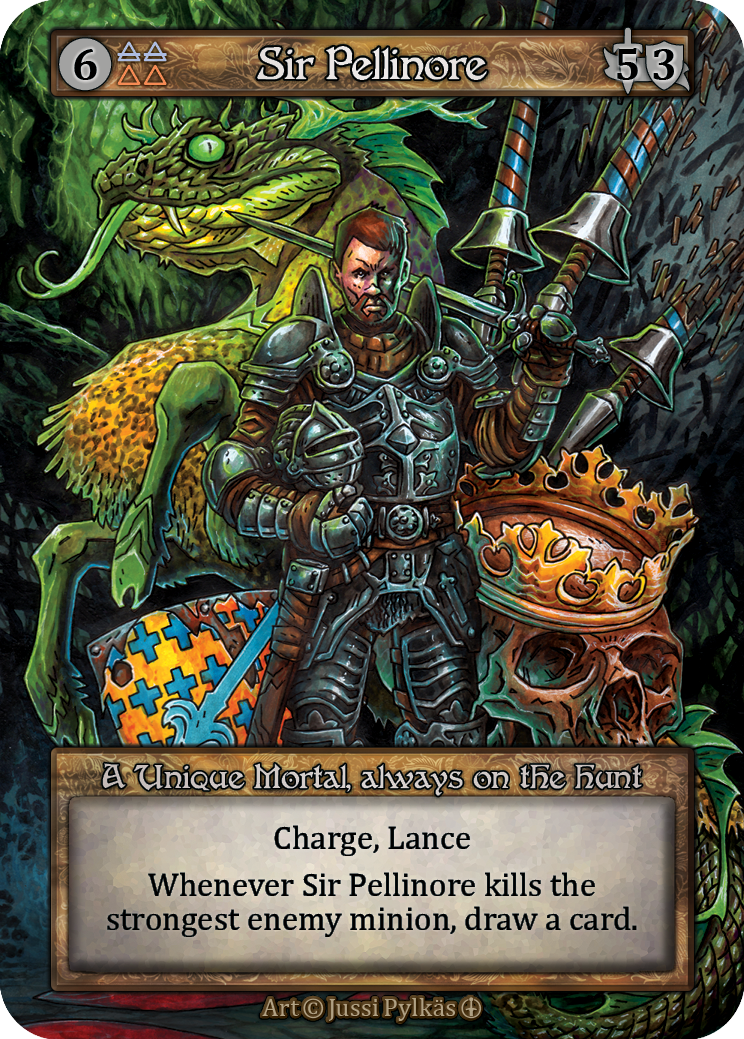 6 Sir Pellinore 5 3
A Unique Mortal, always on the Hunt
Charge, Lance
Whenever Sir Pellinore kills the
strongest enemy minion, draw a card.
Art © Jussi Pylkäs